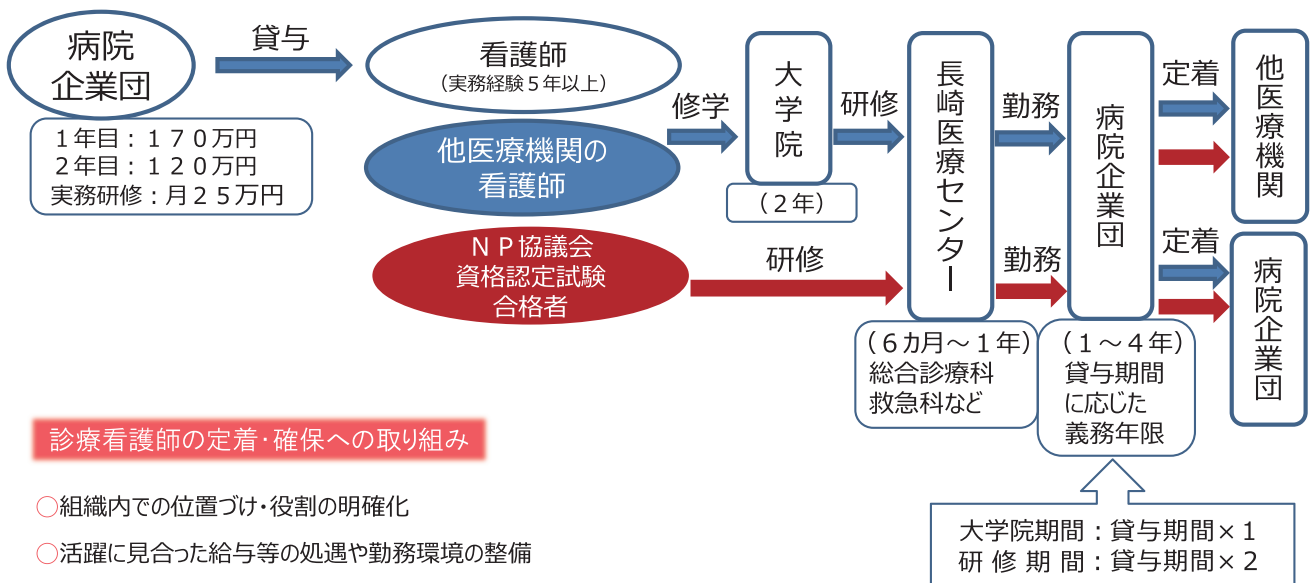 病院
企業団
貸与
１年目：１７０万円
２年目：１２０万円
実務研修：月２５万円
看護師
（実務経験５年以上）
他医療機関の
看護師
ＮＰ協議会
資格認定試験
合格者
修学
大学院
（２年）
研修
研修
長崎医療センター
（６カ月～１年）
総合診療科
救急科など
勤務
勤務
病院企業団
（１～４年）
貸与期間
に応じた
義務年限
定着
定着
他医療機関
病院企業団
大学院期間：貸与期間×１
研修期間：貸与期間×２
診療看護師の定着・確保への取り組み
○組織内での位置づけ・役割の明確化
○活躍に見合った給与等の処遇や勤務環境の整備